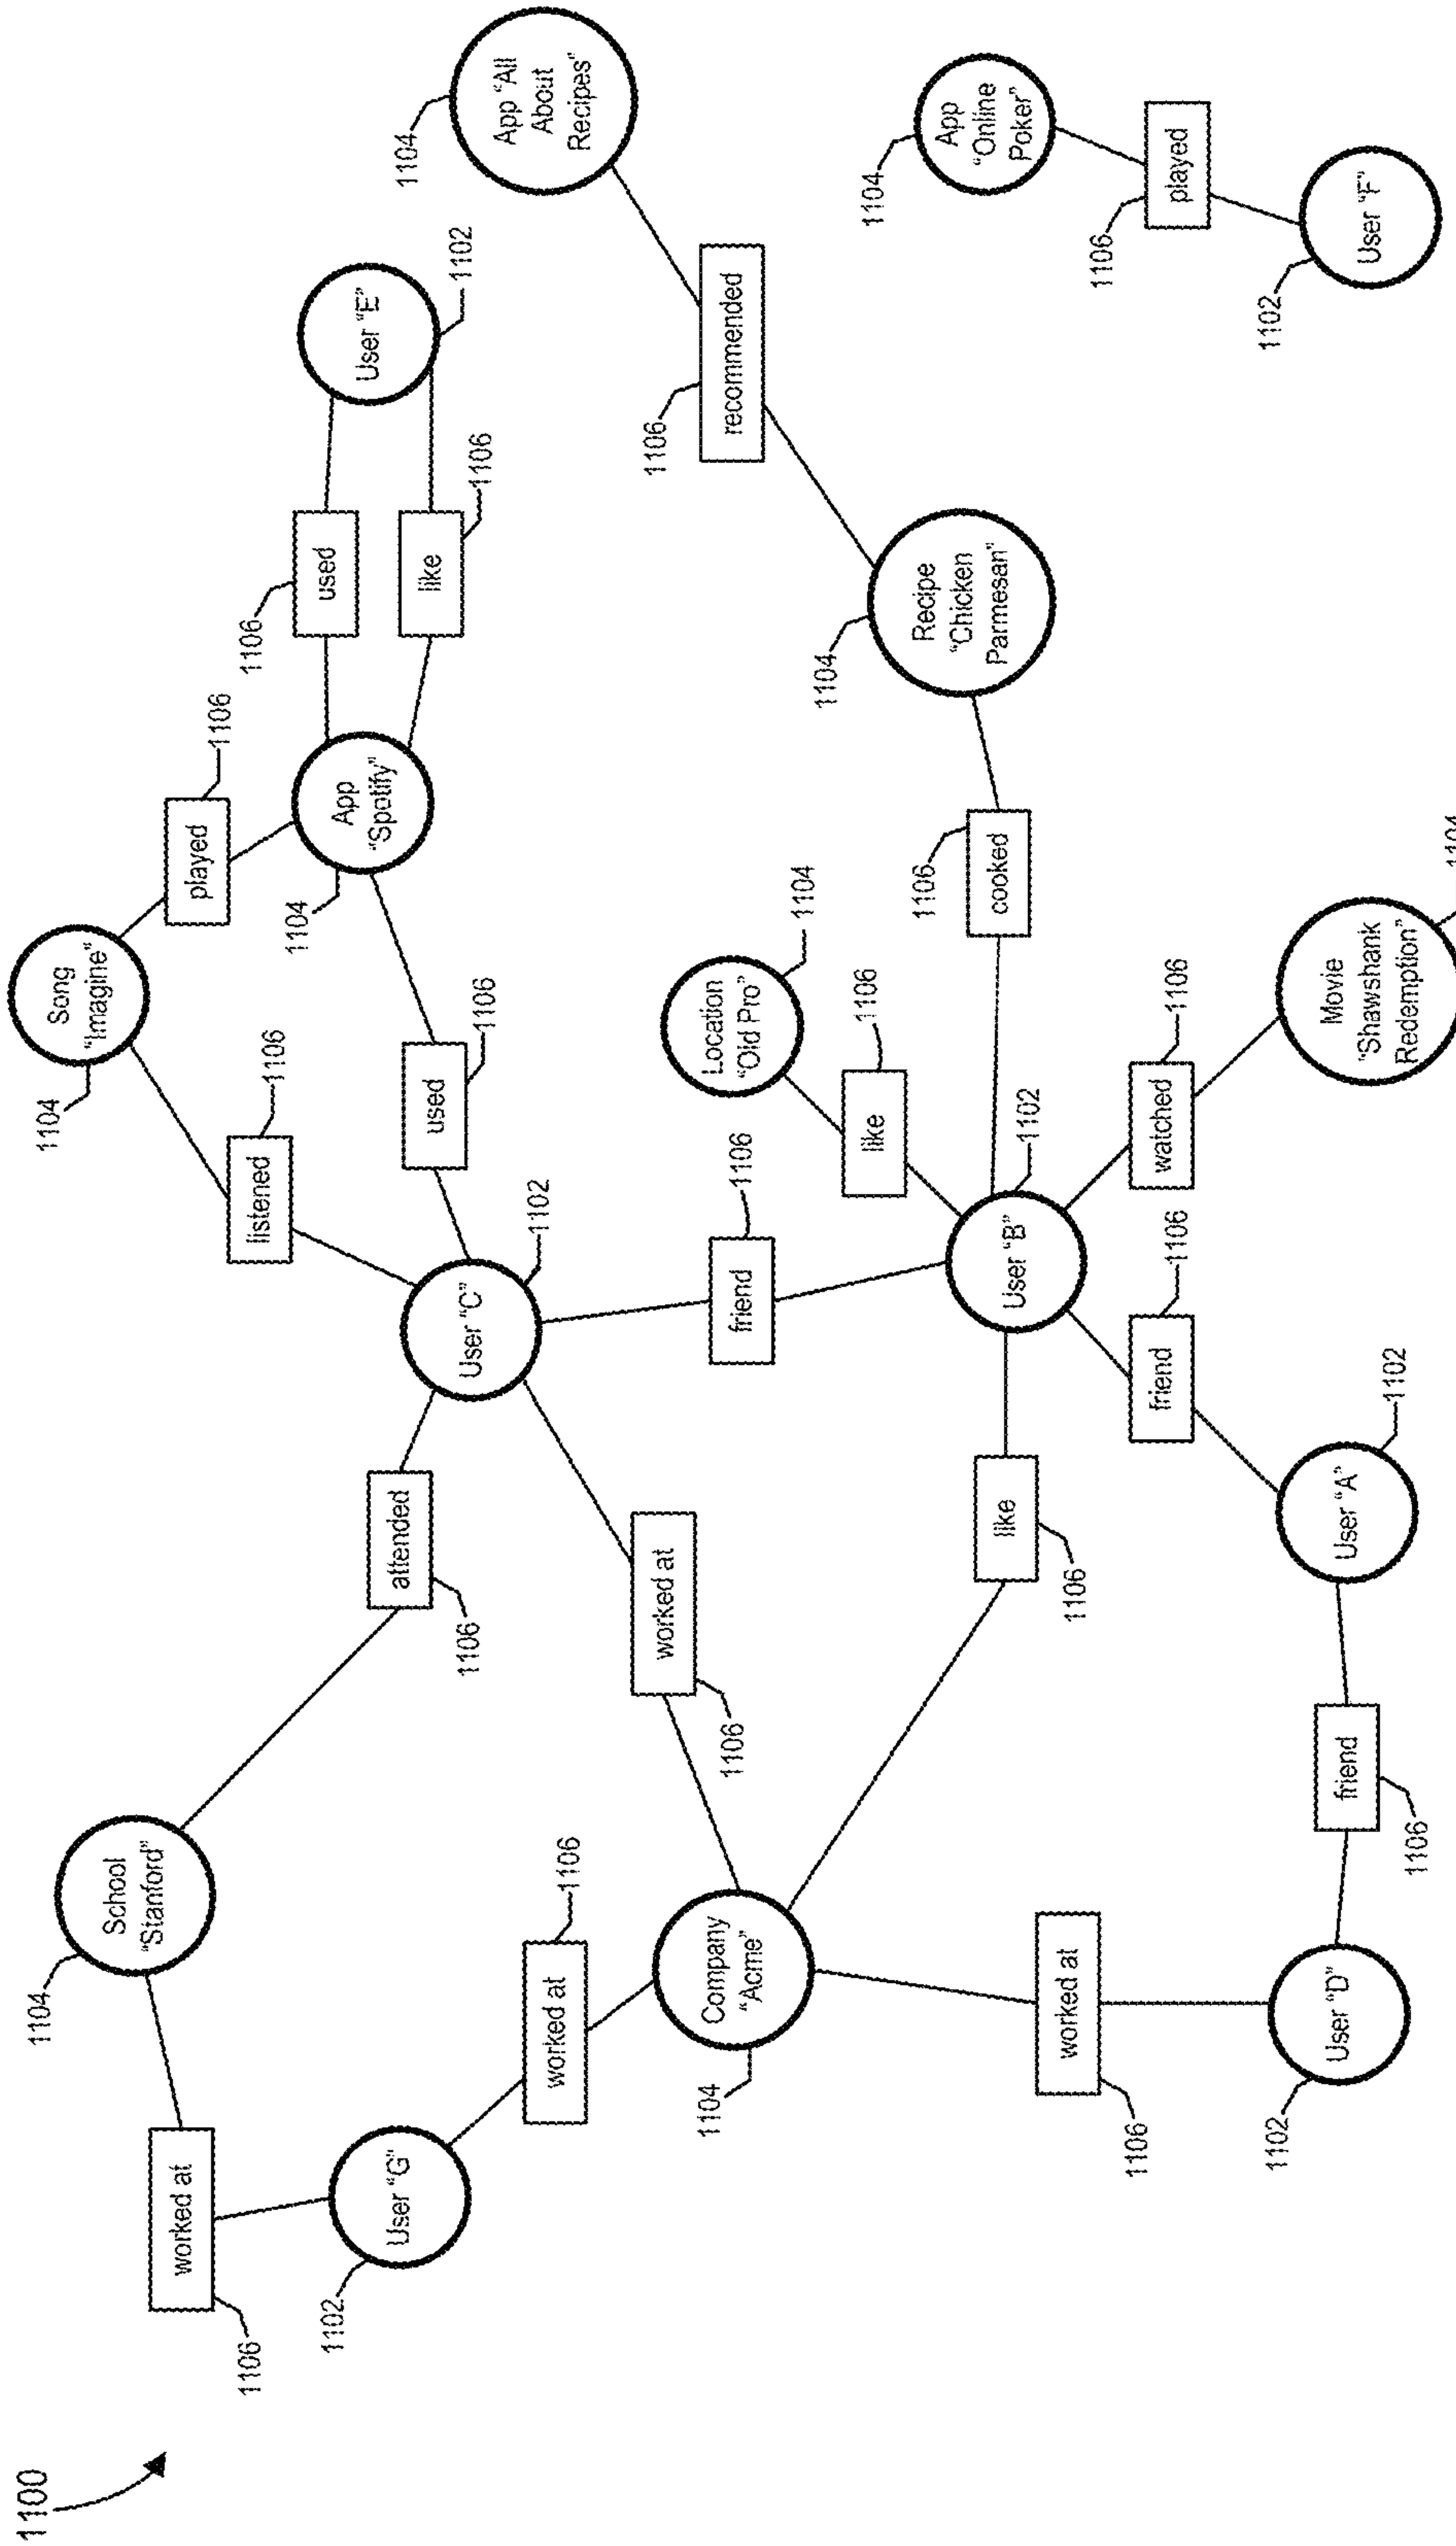 1100
1104
Song
"Imagine"
1104
School
"Stanford"
1106
worked at
played
1106
listened
1106
1102
User "G"
1106
used
1106
User "E"
1102
1104
App
"Spotify"
attended
1106
like
1106
User "C"
1102
used
1106
1104
App "All
About
Recipes"
worked at
1106
worked at
1106
1104
Company
"Acme"
friend
1106
Location
"Old Pro"
1104
1106
recommended
like
1106
1104
Recipe
"Chicken
Parmesan"
1106
cooked
1104
App
"Online
Poker"
like
1106
User "B"
1102
worked at
1106
friend
1106
watched
1106
1106
played
1102
User "D"
friend
1106
User "A"
1102
Movie
"Shawshank
Redemption"
1102
User "F"